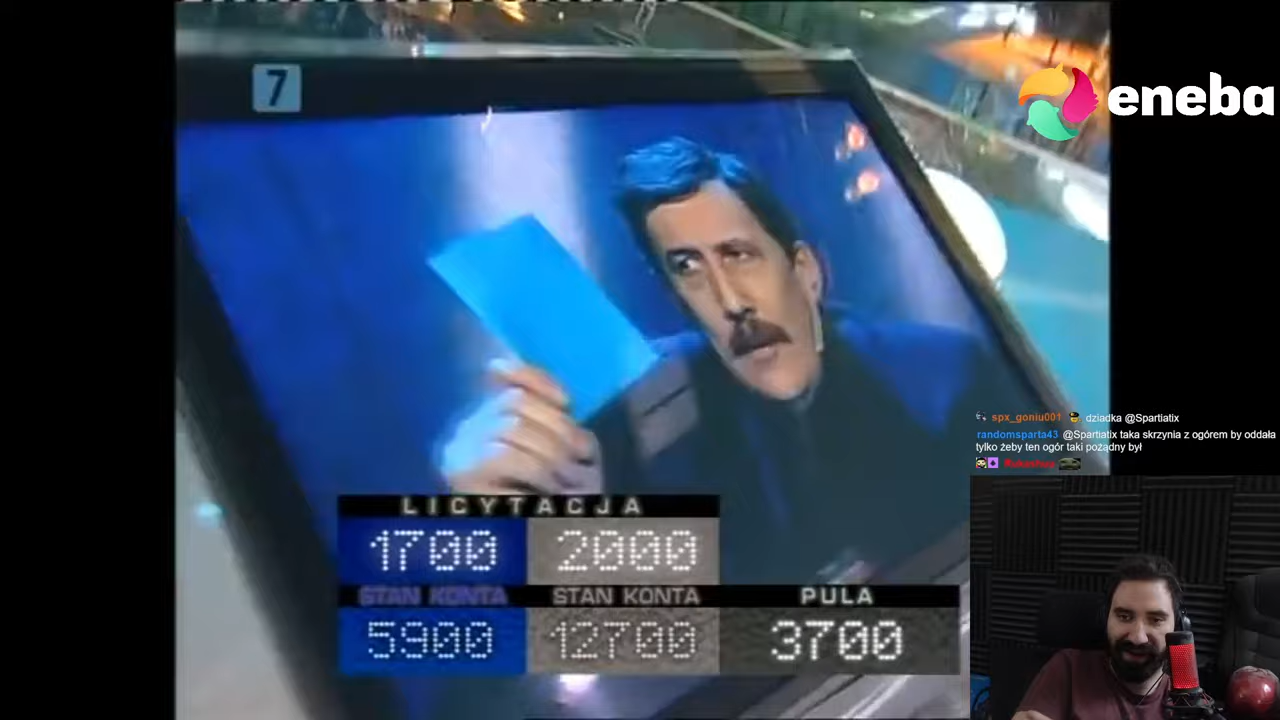 7
eneba
spx_goniu001 dziadka @Spartiatix
randomsparta43 @Spartiatix taka skrzynia z ogórem by oddała
tylko żeby ten ogór taki pożądny był
LICYTACJA
1700 2000
STAN KONTA STAN KONTA PULA
5900 12700 3700